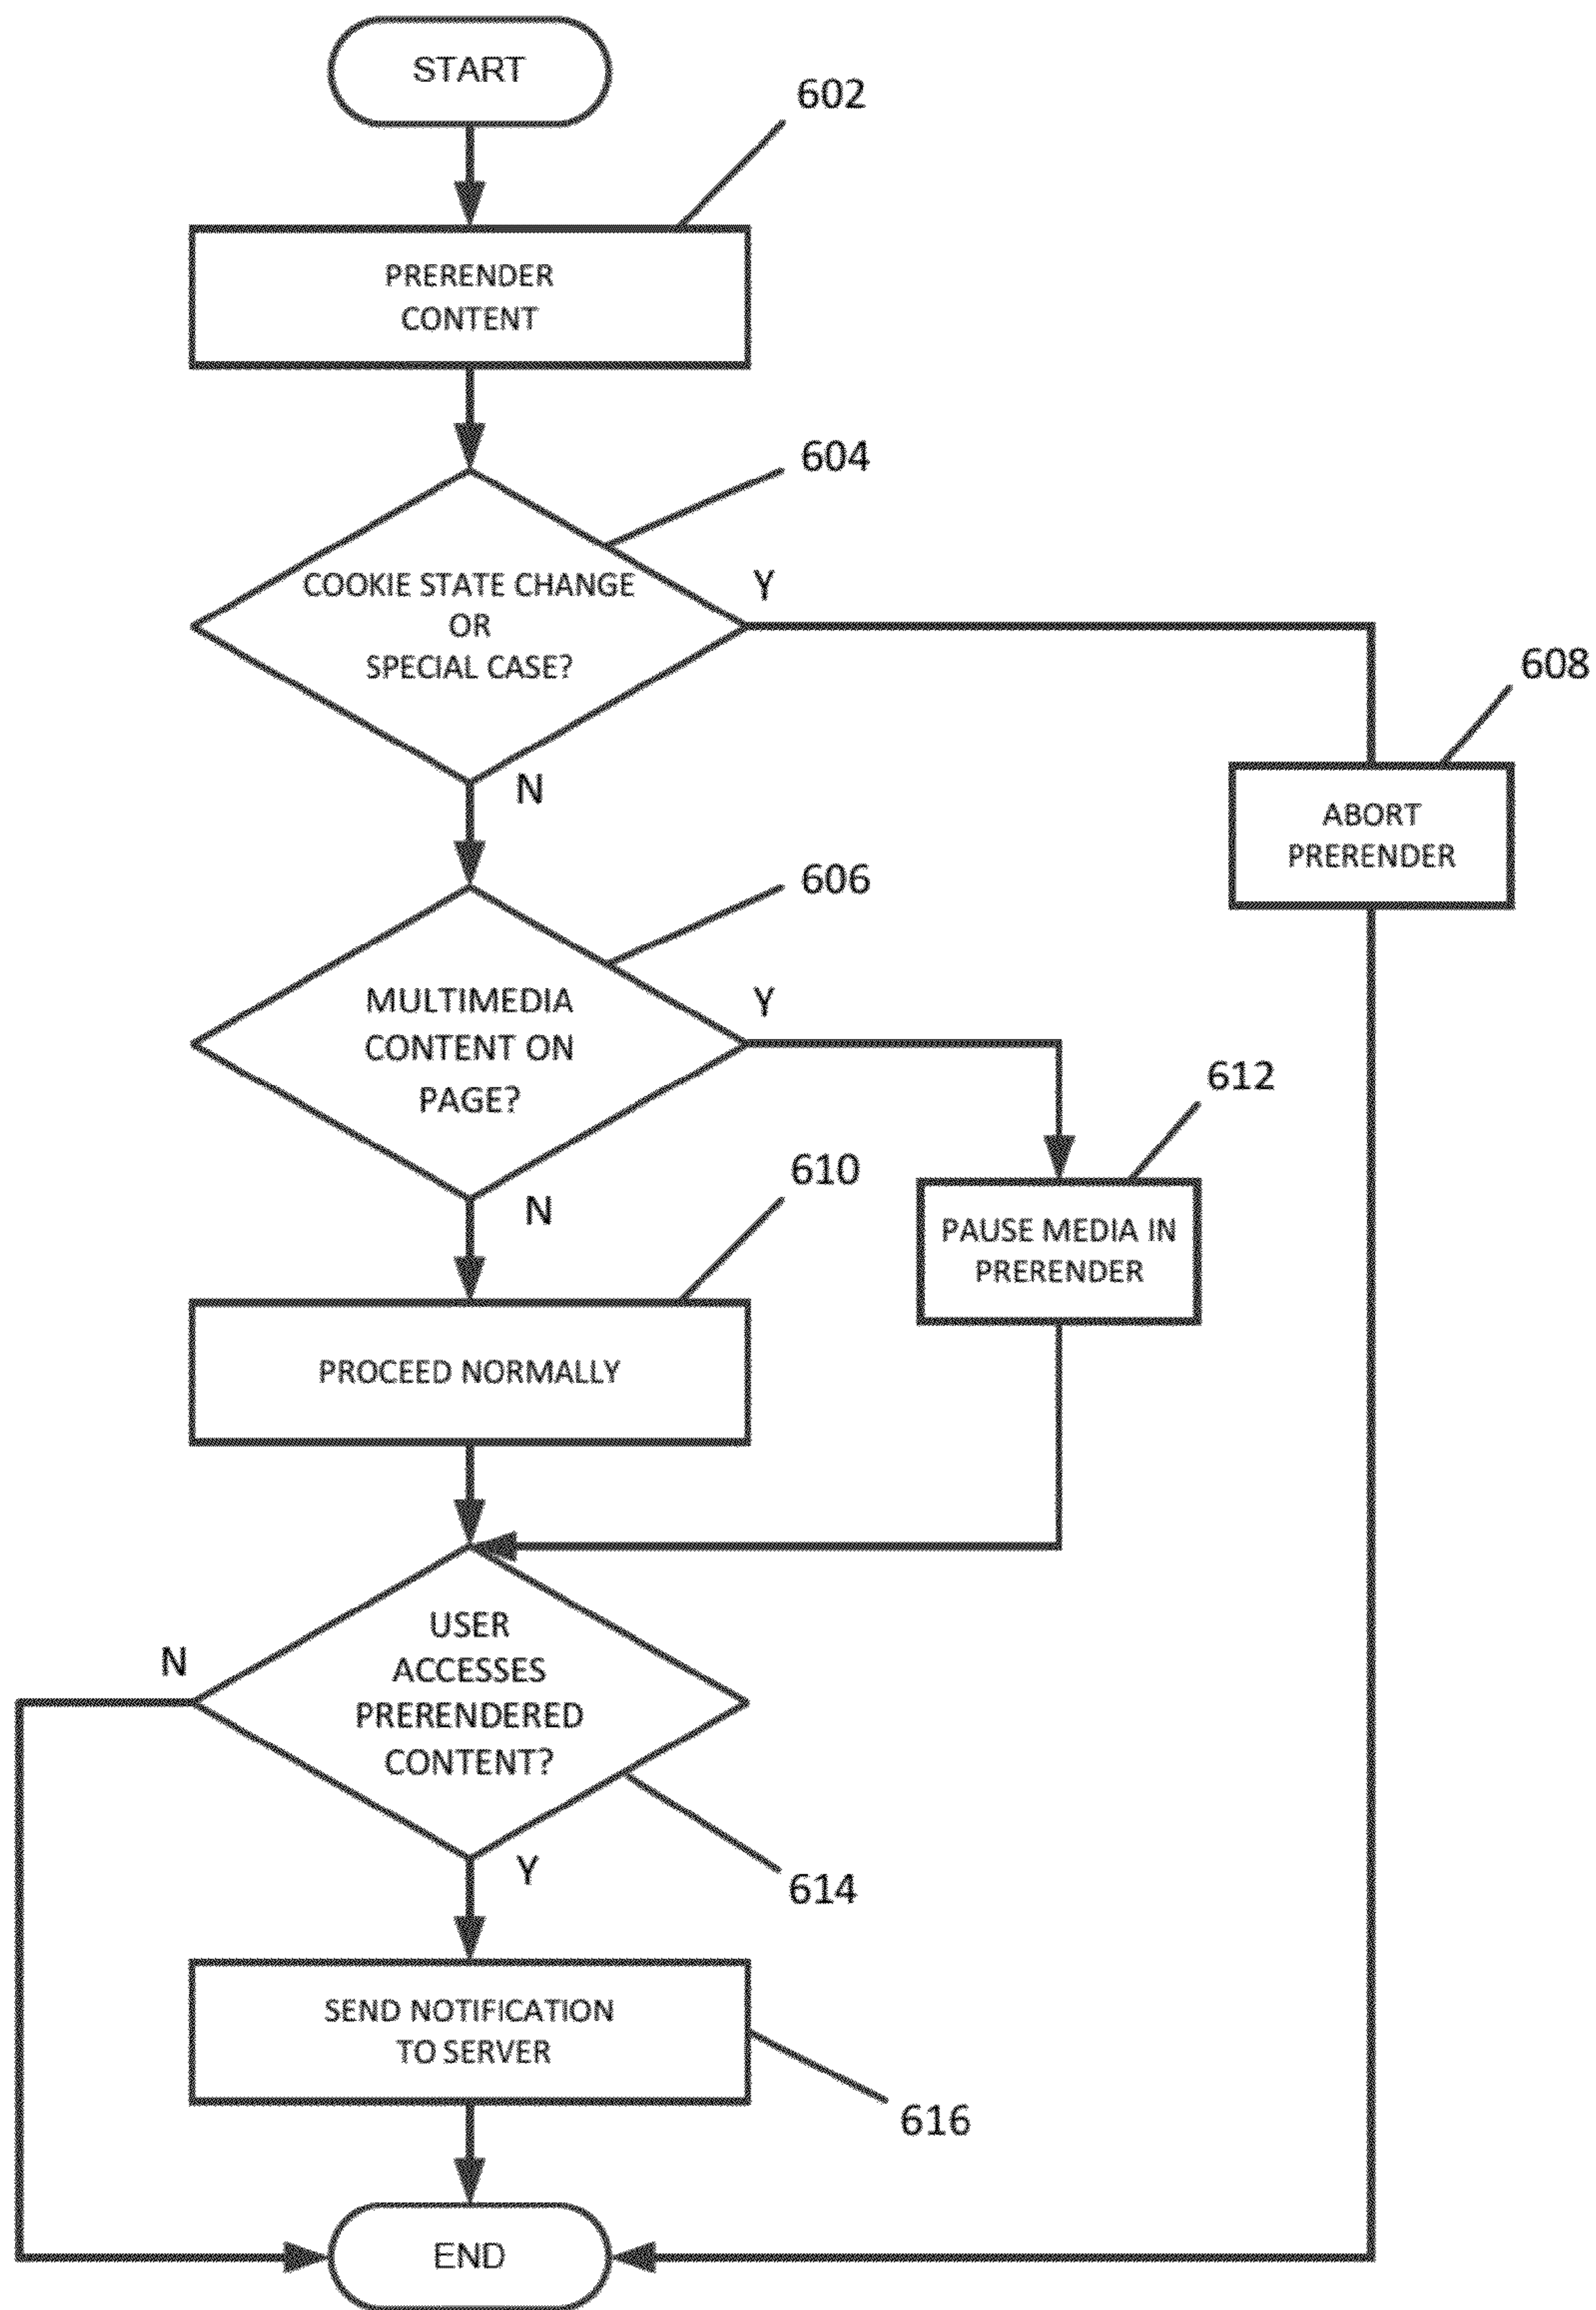 START
602
PRERENDER
CONTENT
604
COOKIE STATE CHANGE
OR
SPECIAL CASE?
Y
608
N
ABORT
PRERENDER
606
MULTIMEDIA
CONTENT ON
PAGE?
Y
612
610
N
PAUSE MEDIA IN
PRERENDER
PROCEED NORMALLY
USER
ACCESSES
PRERENDERED
CONTENT?
N
Y
614
SEND NOTIFICATION
TO SERVER
616
END